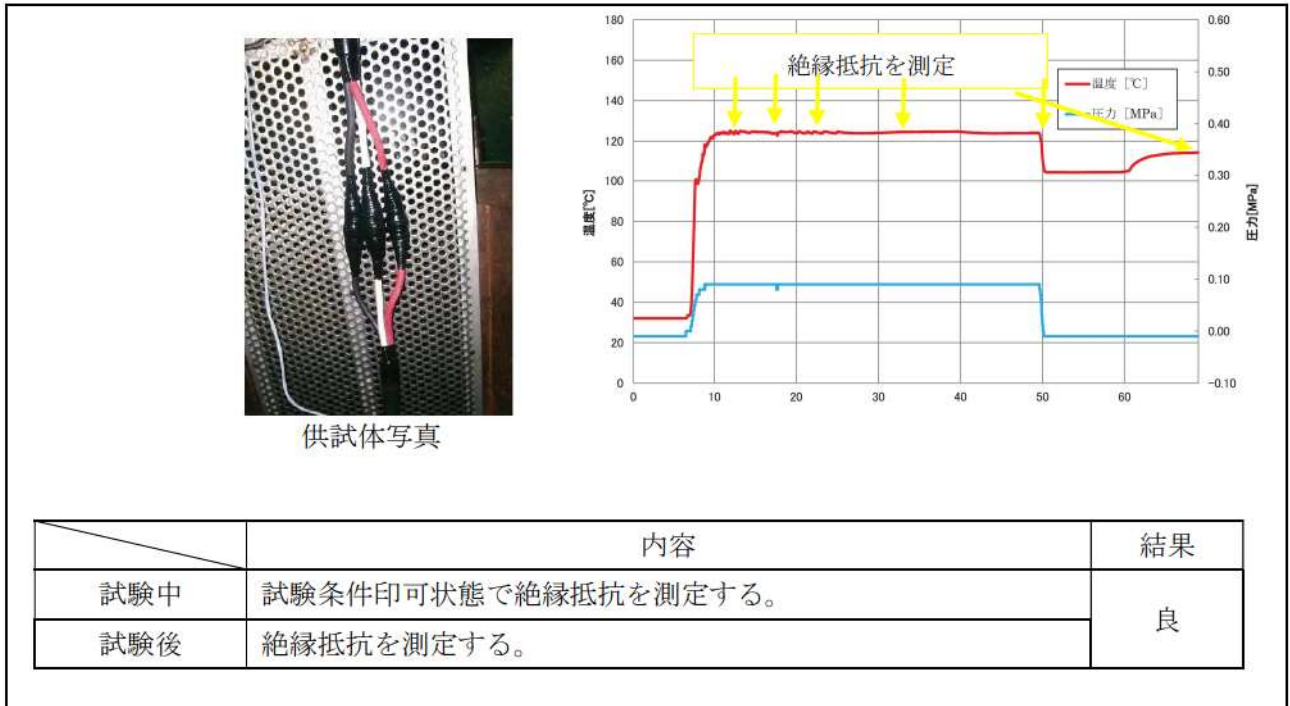 180
160
140
120
100
80
60
40
20
0
温度[℃]
0
10
20
30
40
50
60
0.60
0.50
0.40
0.30
0.20
0.10
0.00
-0.10
圧力[MPa]
絶縁抵抗を測定
温度 [℃]
圧力 [MPa]
供試体写真
内容
結果
試験中
試験条件印可状態で絶縁抵抗を測定する。
良
試験後
絶縁抵抗を測定する。